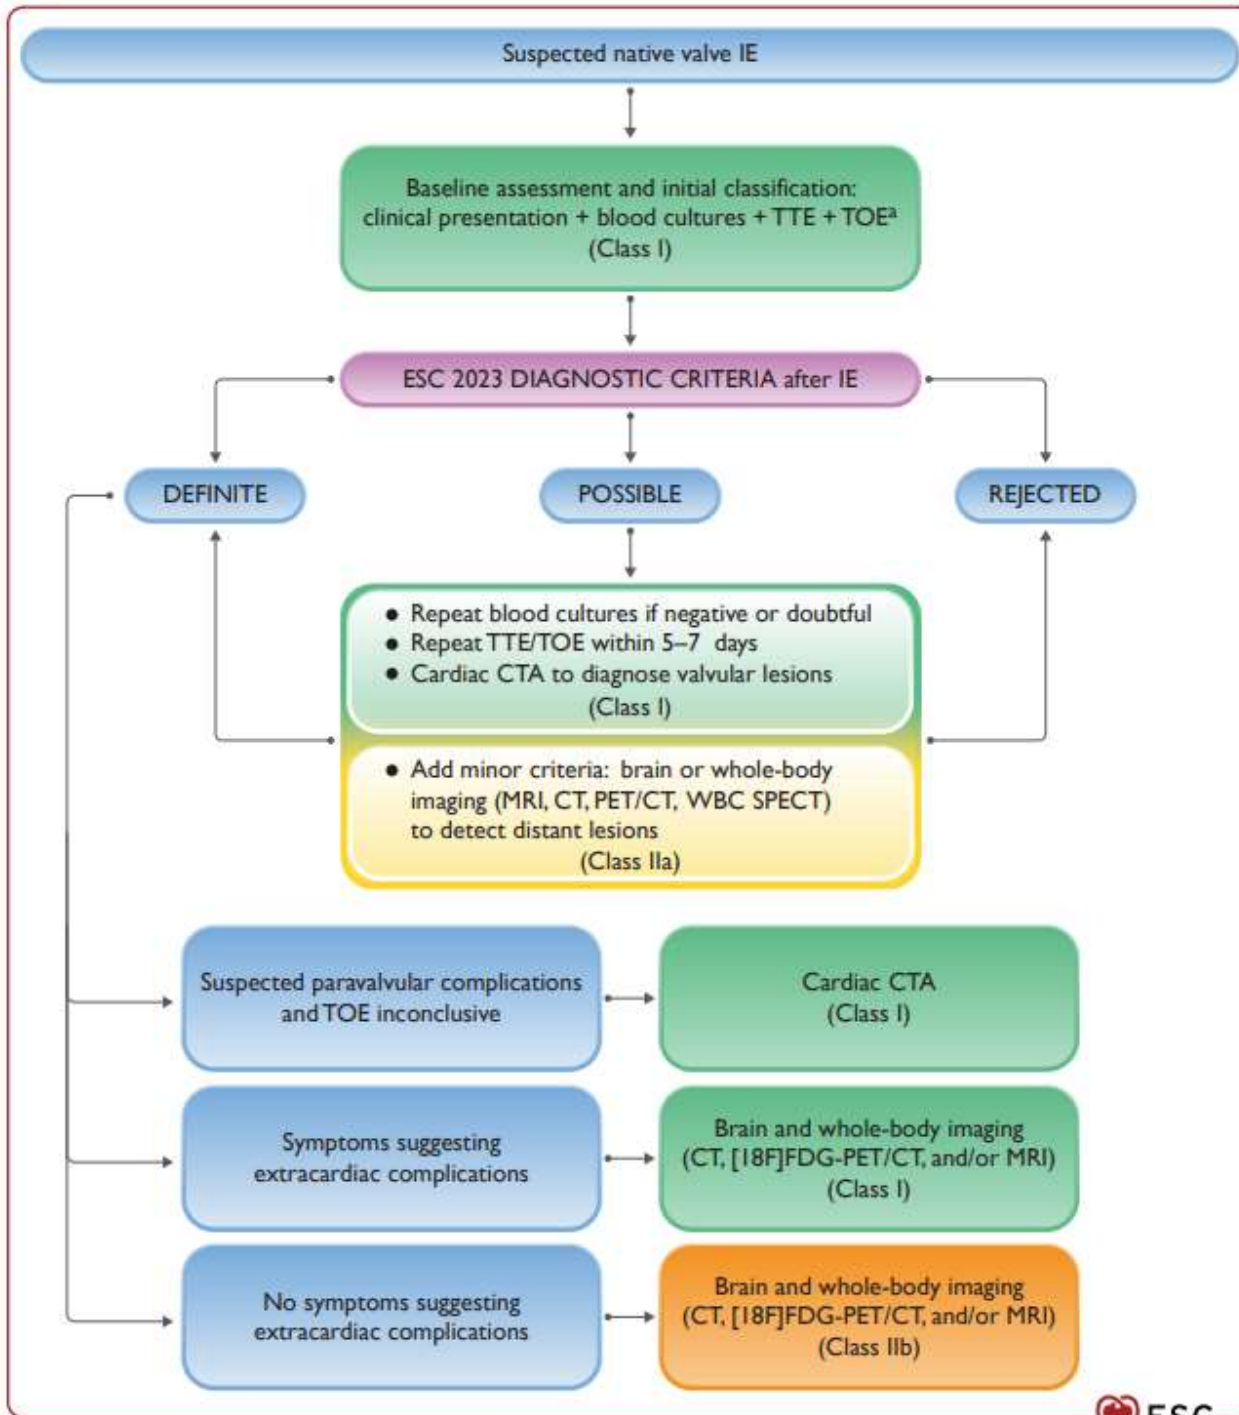 Suspected native valve IE
Baseline assessment and initial classification:
clinical presentation + blood cultures + TTE + TOEª
(Class I)
ESC 2023 DIAGNOSTIC CRITERIA after IE
DEFINITE
POSSIBLE
REJECTED
● Repeat blood cultures if negative or doubtful
● Repeat TTE/TOE within 5–7 days
● Cardiac CTA to diagnose valvular lesions
(Class I)
● Add minor criteria: brain or whole-body
imaging (MRI, CT, PET/CT, WBC SPECT)
to detect distant lesions
(Class IIa)
Suspected paravalvular complications
and TOE inconclusive
Cardiac CTA
(Class I)
Symptoms suggesting
extracardiac complications
Brain and whole-body imaging
(CT, [18F]FDG-PET/CT, and/or MRI)
(Class I)
No symptoms suggesting
extracardiac complications
Brain and whole-body imaging
(CT, [18F]FDG-PET/CT, and/or MRI)
(Class IIb)
ESC